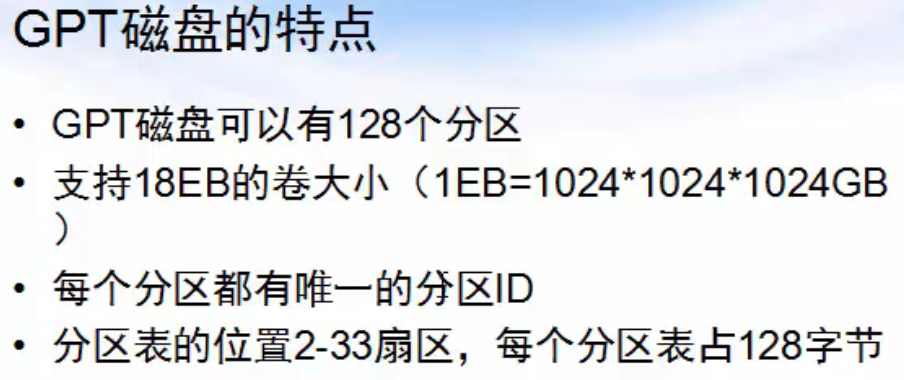 GPT磁盘的特点
• GPT磁盘可以有128个分区
• 支持18EB的卷大小（1EB=1024*1024*1024GB
）
• 每个分区都有唯一的分区ID
• 分区表的位置2-33扇区，每个分区表占128字节